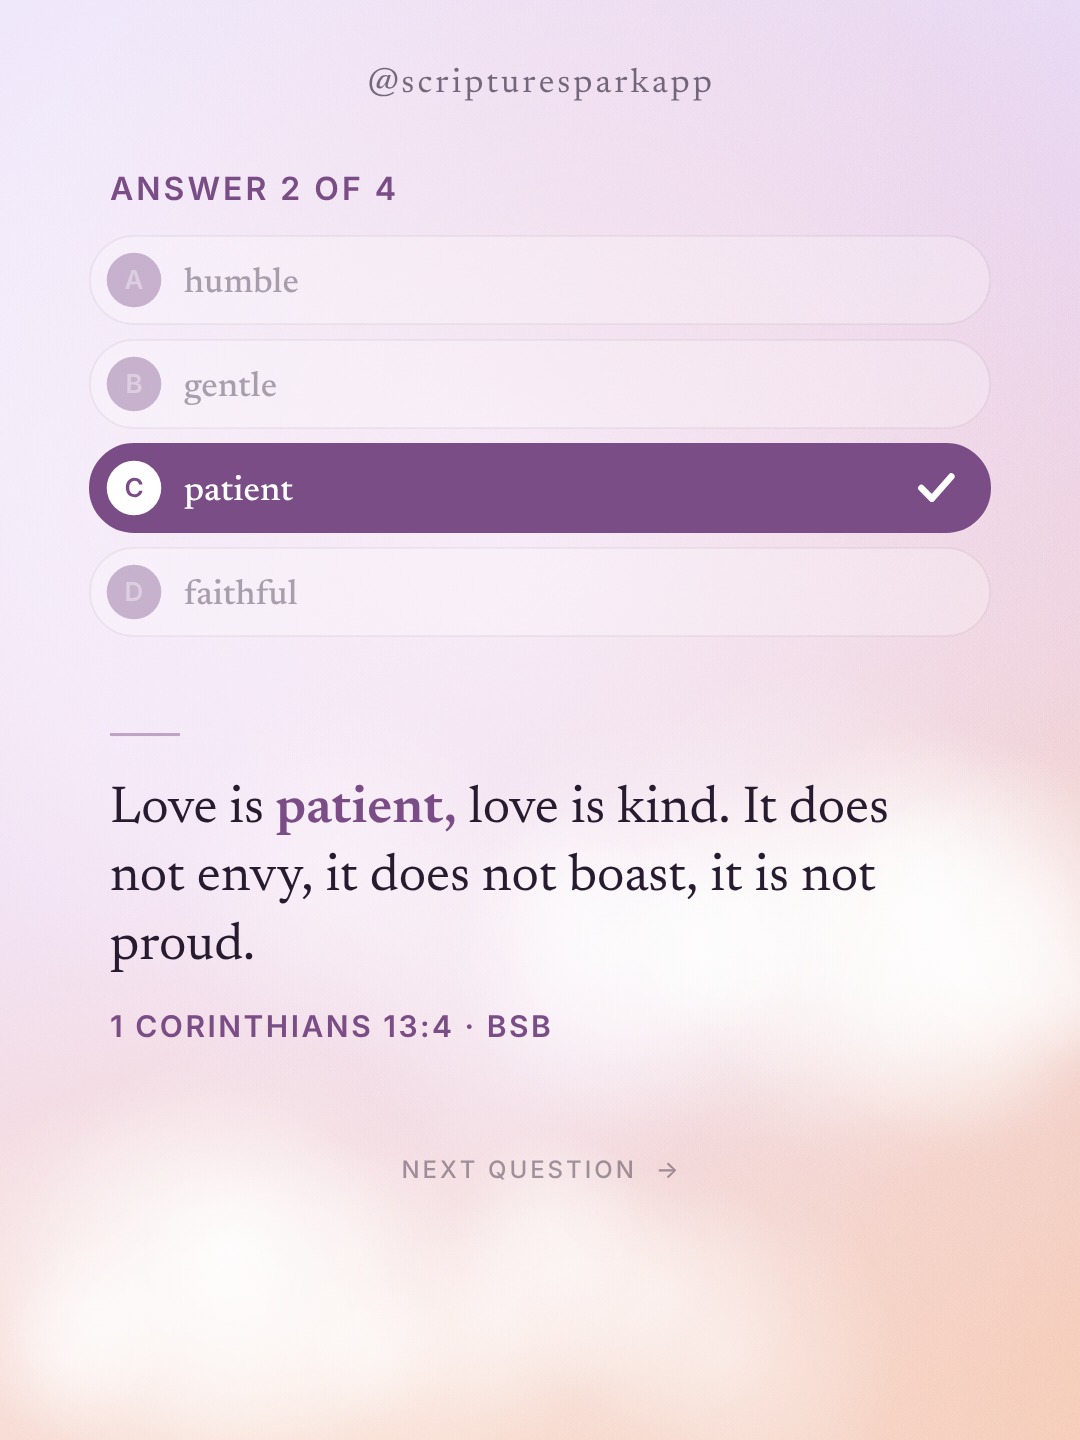 @scripturesparkapp
ANSWER 2 OF 4
A humble
B gentle
C patient
D faithful
Love is patient, love is kind. It does
not envy, it does not boast, it is not
proud.
1 CORINTHIANS 13:4 · BSB
NEXT QUESTION →